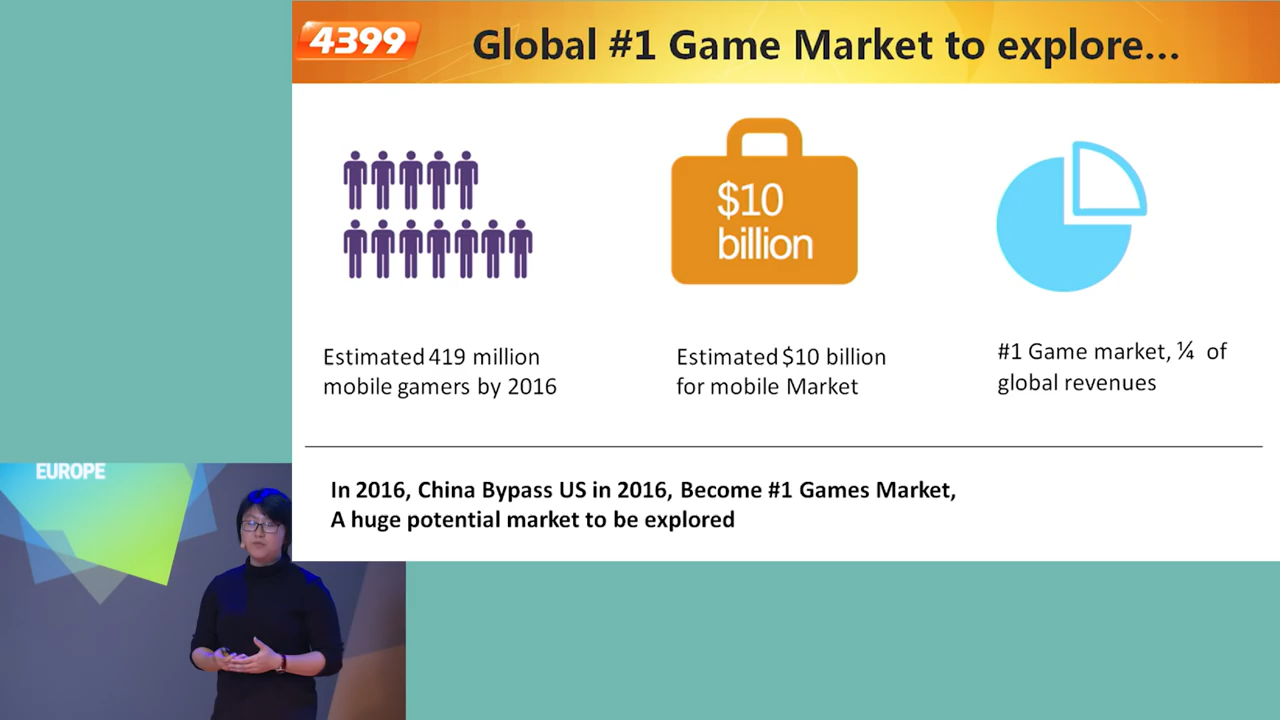 4399
Global #1 Game Market to explore...
$10
billion
Estimated 419 million
mobile gamers by 2016
Estimated $10 billion
for mobile Market
#1 Game market, ¼ of
global revenues
In 2016, China Bypass US in 2016, Become #1 Games Market,
A huge potential market to be explored
EUROPE